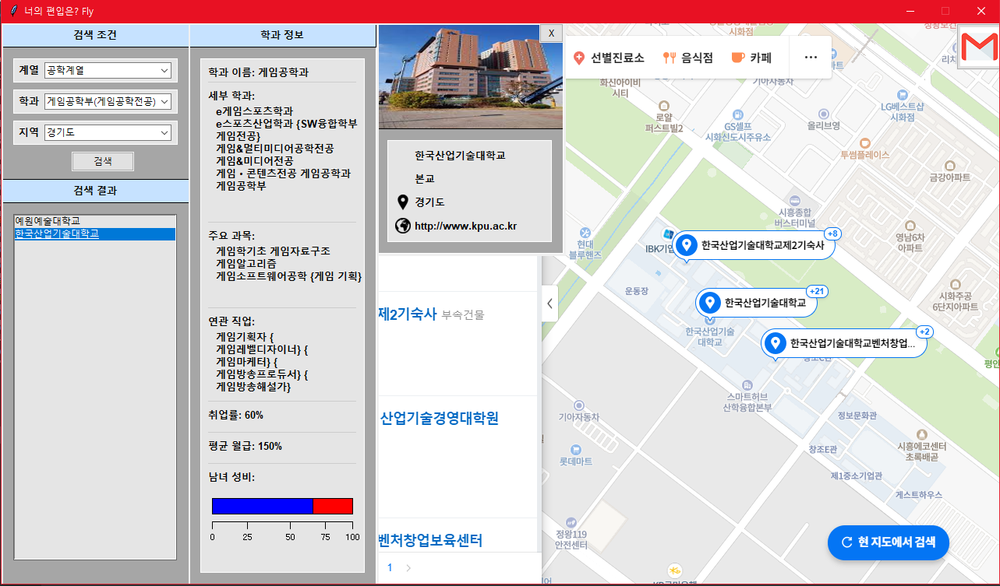 너의 편입은? Fly
검색 조건
계열 공학계열
학과 게임공학부(게임공학전공)
지역 경기도
검색
검색 결과
예원예술대학교
한국산업기술대학교
학과 정보
학과 이름: 게임공학과
세부 학과:
e게임스포츠학과
e스포츠산업학과 {SW융합학부
게임전공}
게임&멀티미디어공학전공
게임&미디어전공
게임·콘텐츠전공 게임공학과
게임공학부
주요 과목:
게임학기초 게임자료구조
게임알고리즘
게임소프트웨어공학 {게임 기획}
연관 직업:
게임기획자 {
게임레벨디자이너} {
게임마케터} {
게임방송프로듀서} {
게임방송해설가}
취업률: 60%
평균 월급: 150%
남녀 성비:
0 25 50 75 100
X
한국산업기술대학교
본교
경기도
http://www.kpu.ac.kr
제2기숙사 부속건물
산업기술경영대학원
벤처창업보육센터
1
선별진료소
음식점
카페
시화점
화신아이비
시티
기아자동차
로얄
퍼스트빌2
GS셀프
시화신도시주유소
올리브영
LG베스트샵
시화점
투썸플레이스
금강아파트
시흥종합
버스터미널
영남6차
아파트
현대
블루핸즈
IBK기업
한국산업기술대학교제2기숙사
+8
운동장
한국산업기술대학교
+21
한국산업기술
대학교
한국산업기술대학교벤처창업...
+2
시화주공
6단지아파트
스마트허브
산학융합본부
기아자동차
롯데마트
정보문화관
창조E관
시흥에코센터
초록배곧
제1중소기업관
게스트하우스
정왕119
안전센터
현 지도에서 검색